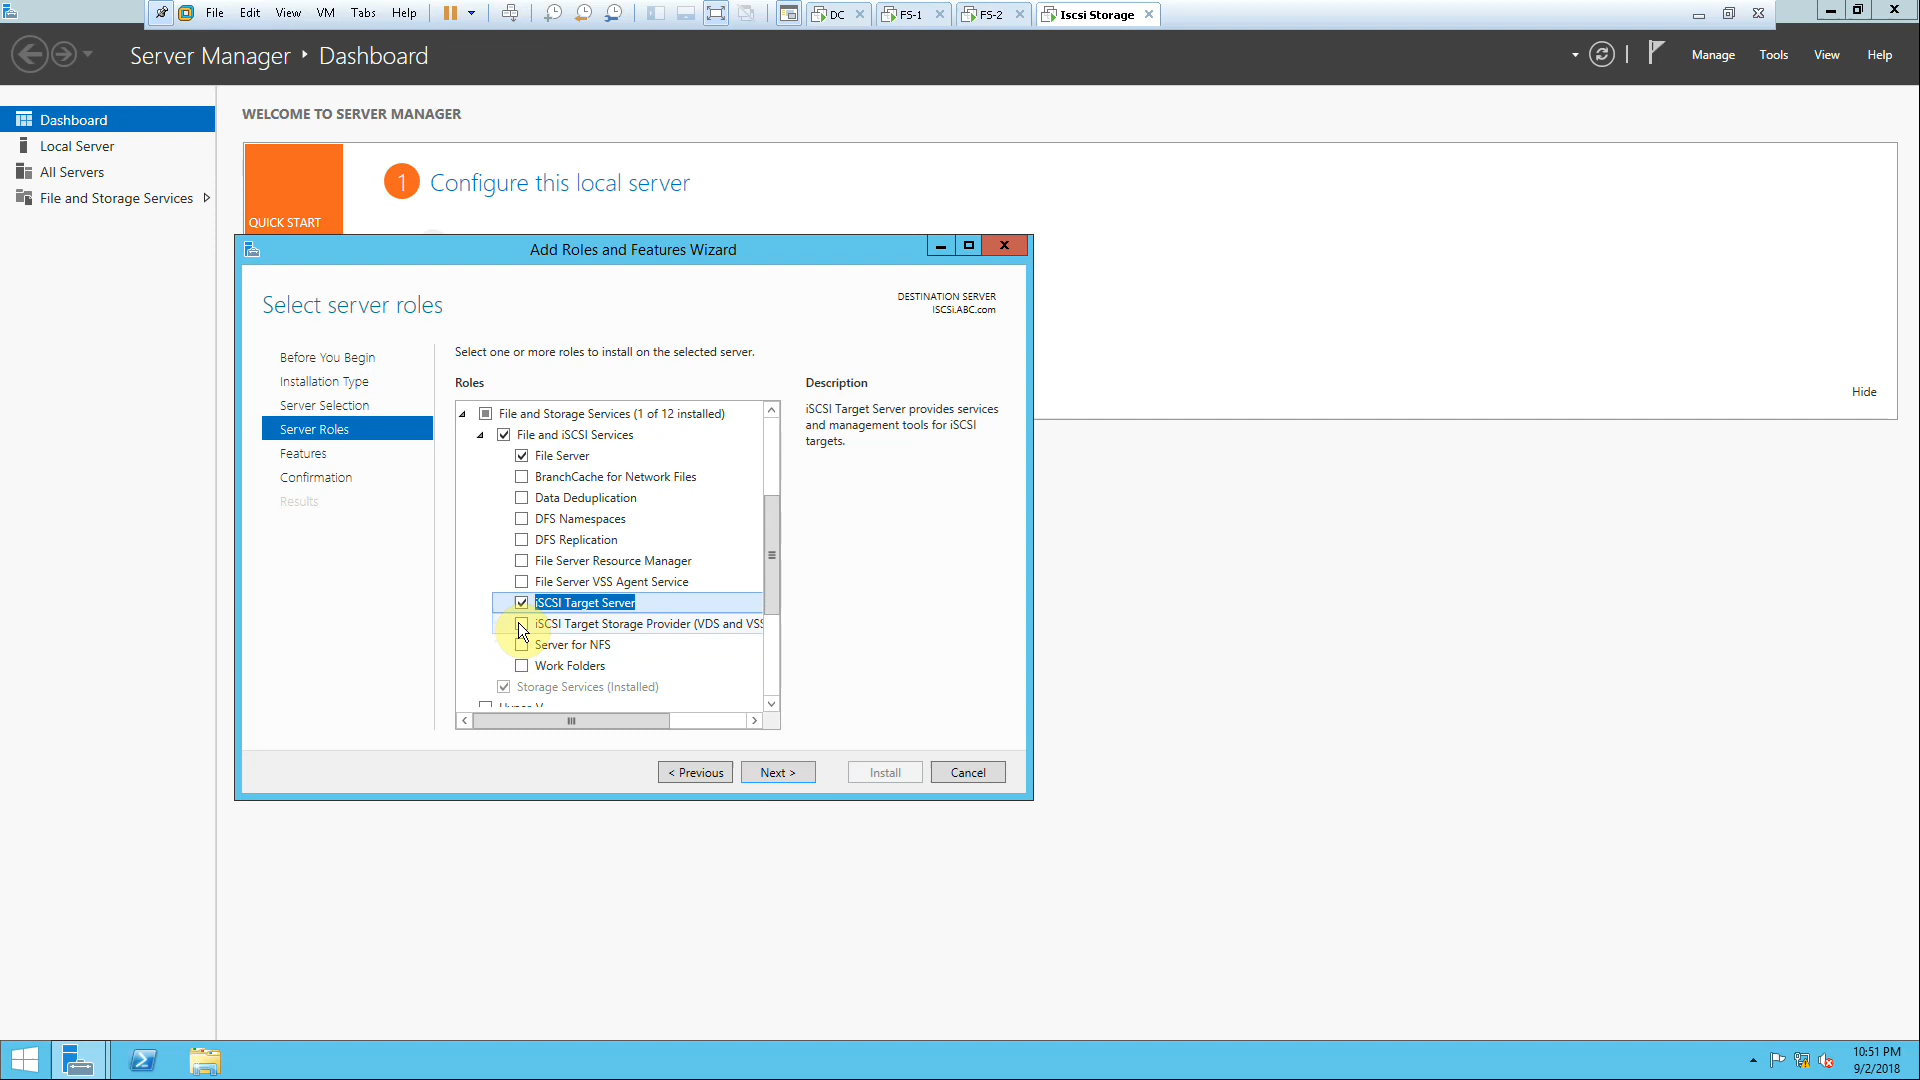 File Edit View VM Tabs Help DC FS-1 FS-2 Iscsi Storage
Server Manager Dashboard
Manage Tools View Help
Dashboard
Local Server
All Servers
File and Storage Services
WELCOME TO SERVER MANAGER
1 Configure this local server
QUICK START
Hide
Add Roles and Features Wizard
Select server roles
DESTINATION SERVER
iSCSi.ABC.com
Before You Begin
Installation Type
Server Selection
Server Roles
Features
Confirmation
Results
Select one or more roles to install on the selected server.
Roles
File and Storage Services (1 of 12 installed)
File and iSCSI Services
File Server
BranchCache for Network Files
Data Deduplication
DFS Namespaces
DFS Replication
File Server Resource Manager
File Server VSS Agent Service
iSCSI Target Server
iSCSI Target Storage Provider (VDS and VSS
Server for NFS
Work Folders
Storage Services (Installed)
Description
iSCSI Target Server provides services
and management tools for iSCSI
targets.
< Previous Next > Install Cancel
10:51 PM
9/2/2018